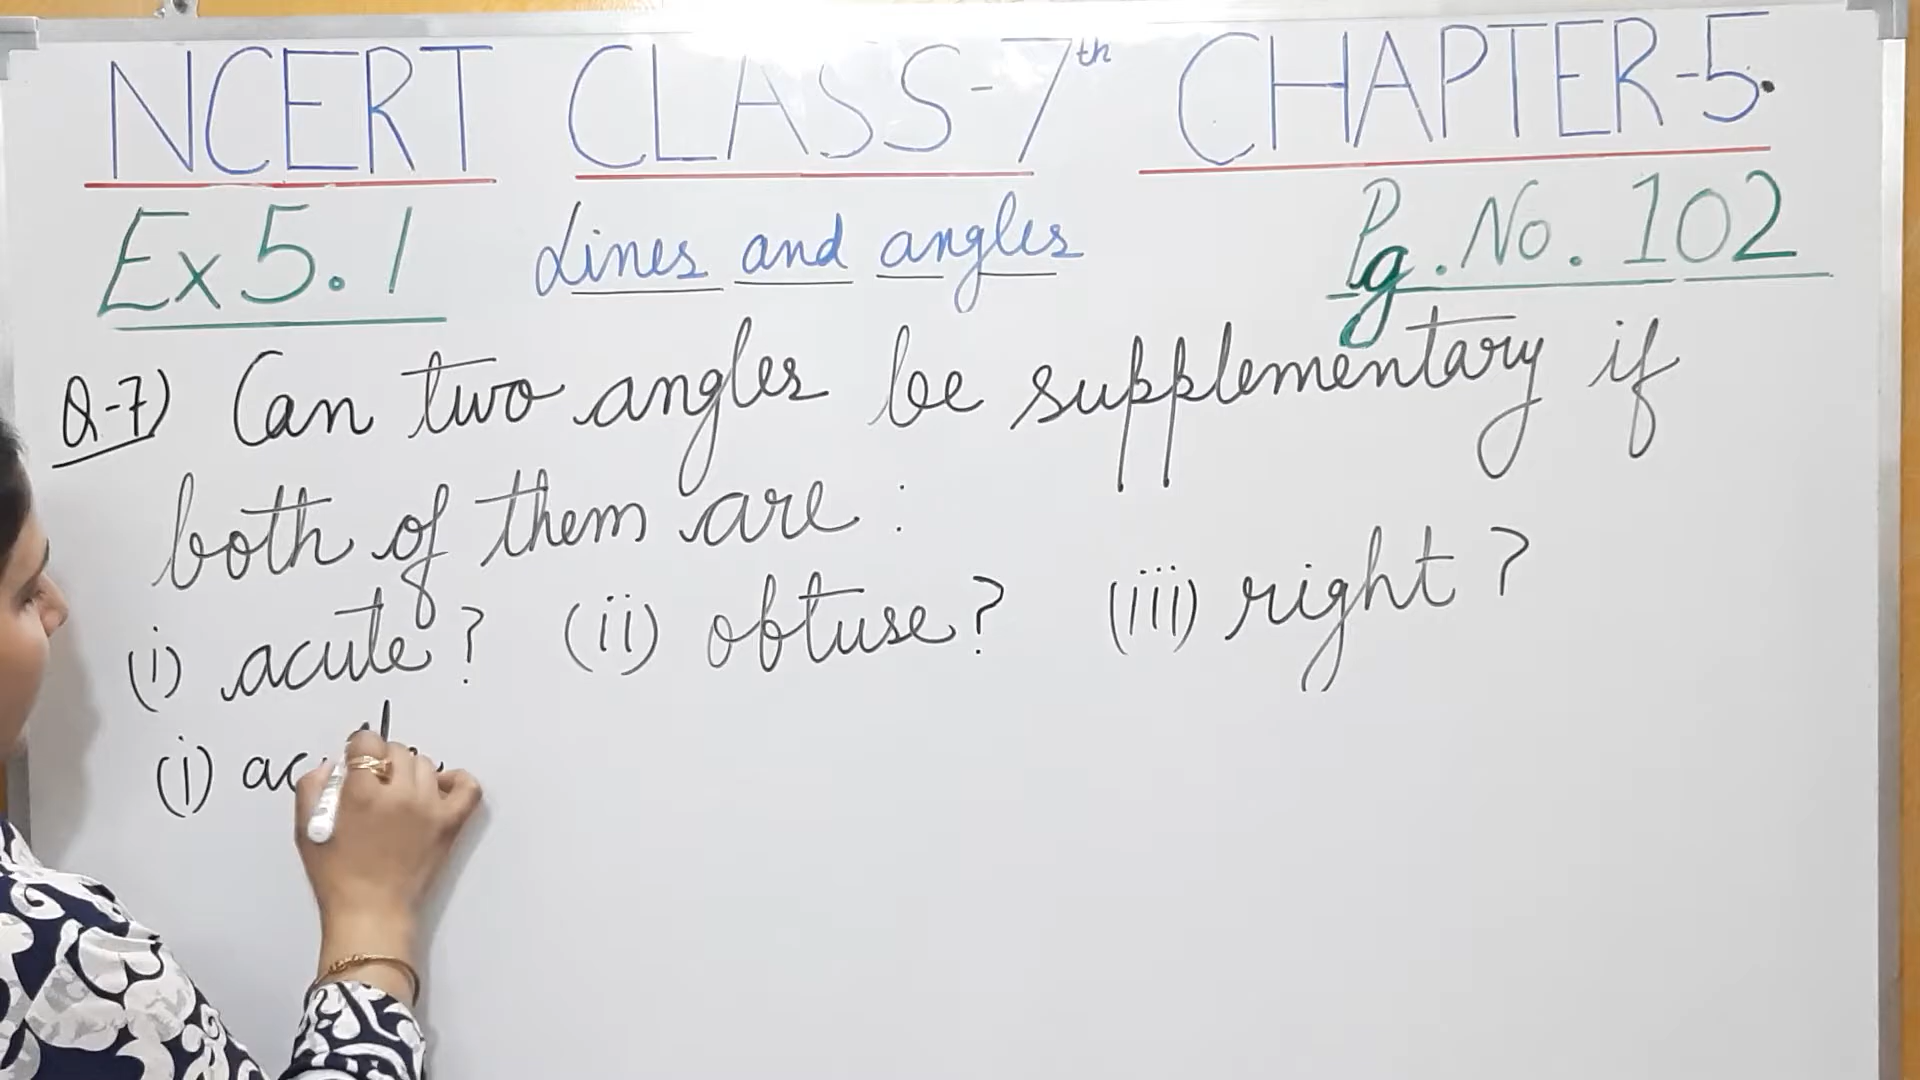 NCERT CLASS-7th CHAPTER-5.
Ex 5.1 Lines and angles Pg. No. 102
Q-7) Can two angles be supplementary if
both of them are :
(i) acute ? (ii) obtuse ? (iii) right ?
(i)